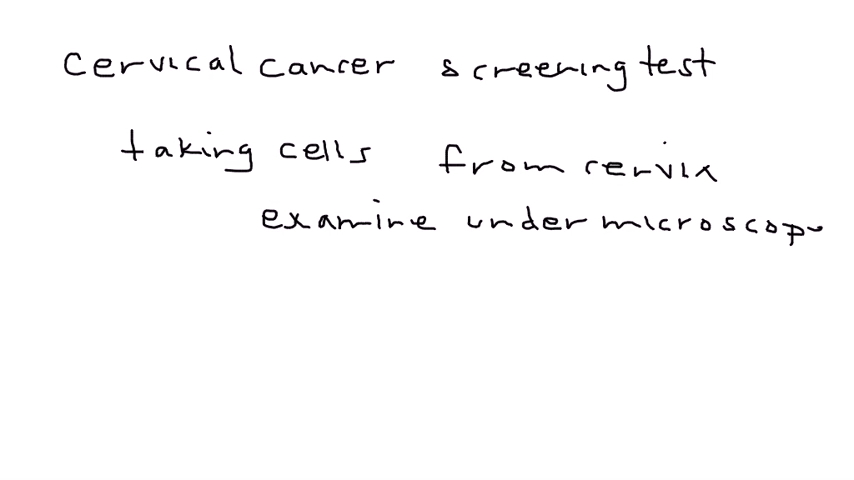 cervical cancer screening test
taking cells from cervix
examine under microscope